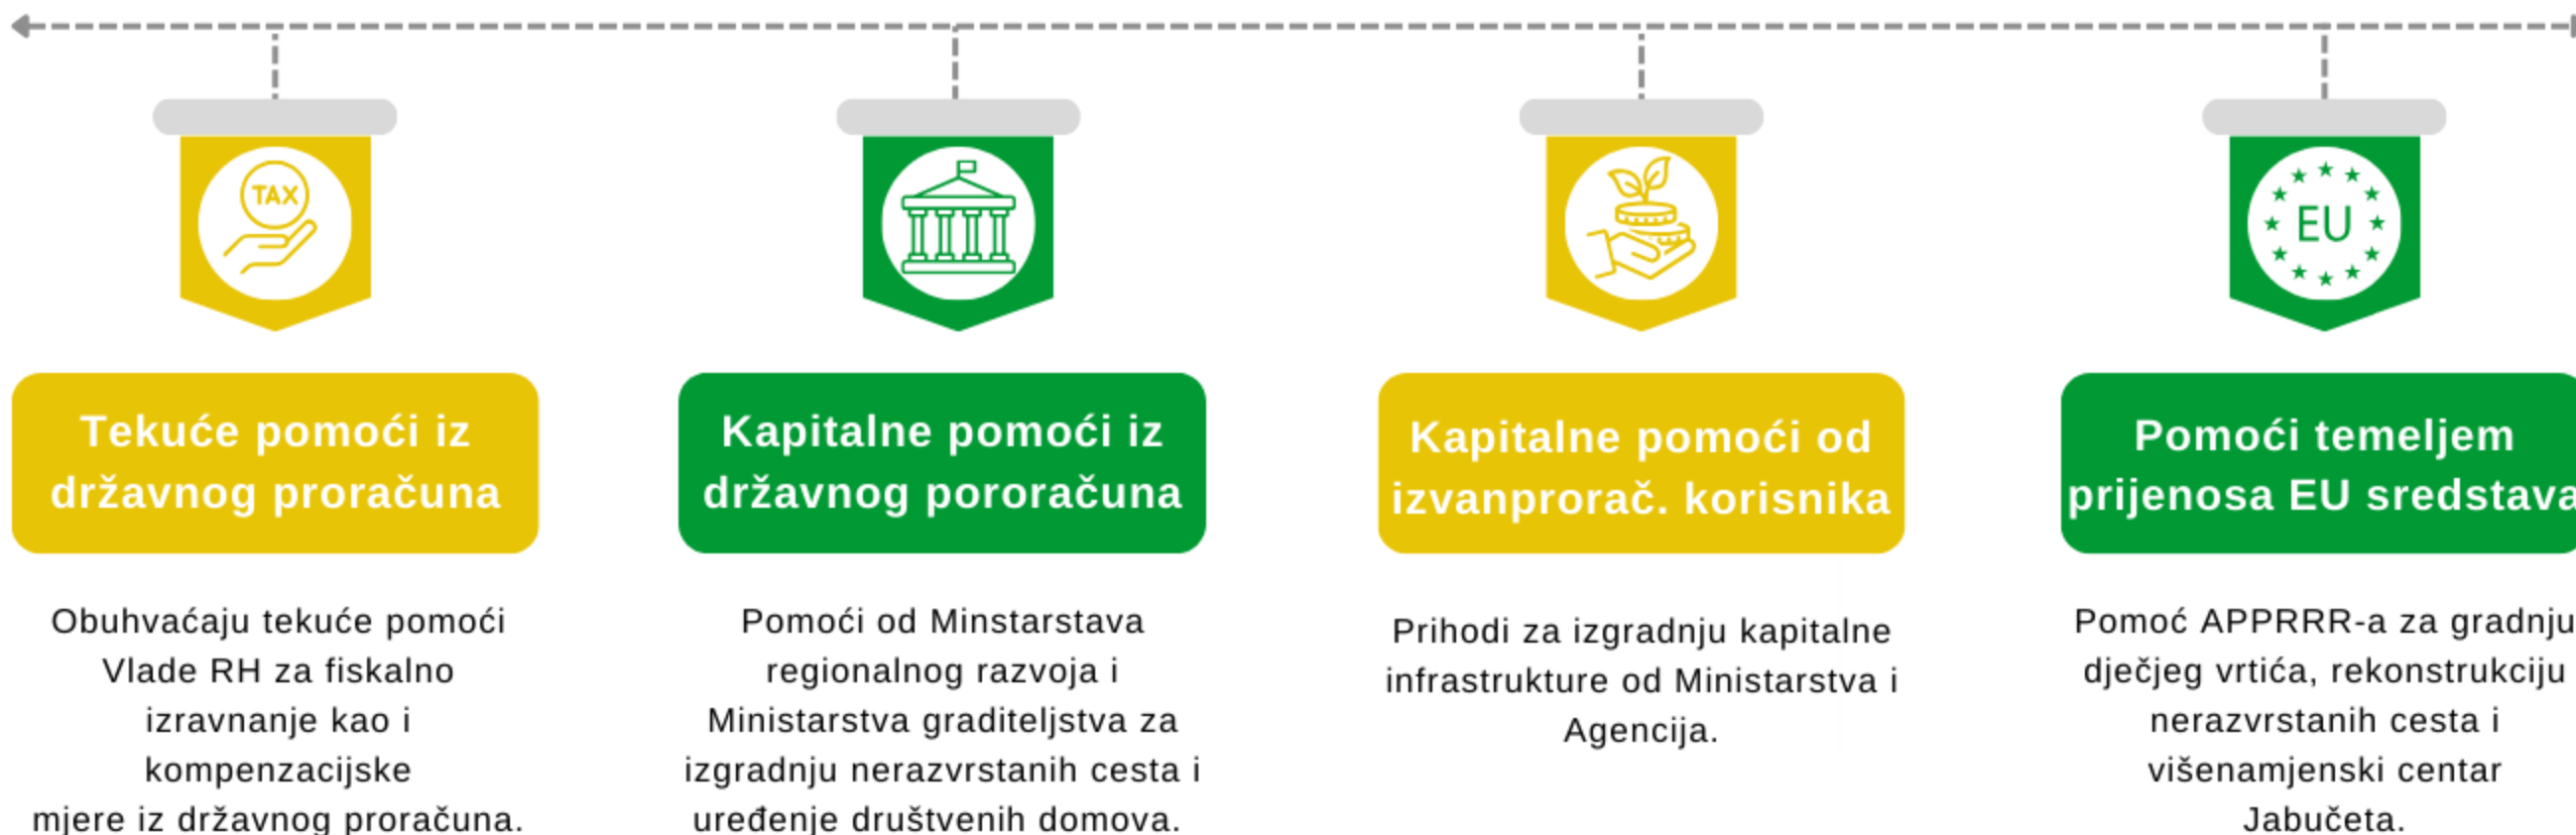 TAX
EU
Tekuće pomoći iz
državnog proračuna
Kapitalne pomoći iz
državnog pororačuna
Kapitalne pomoći od
izvanprorač. korisnika
Pomoći temeljem
prijenosa EU sredstava
Obuhvaćaju tekuće pomoći
Vlade RH za fiskalno
izravnanje kao i
kompenzacijske
mjere iz državnog proračuna.
Pomoći od Minstarstava
regionalnog razvoja i
Ministarstva graditeljstva za
izgradnju nerazvrstanih cesta i
uređenje društvenih domova.
Prihodi za izgradnju kapitalne
infrastrukture od Ministarstva i
Agencija.
Pomoć APPRRR-a za gradnju
dječjeg vrtića, rekonstrukciju
nerazvrstanih cesta i
višenamjenski centar
Jabučeta.